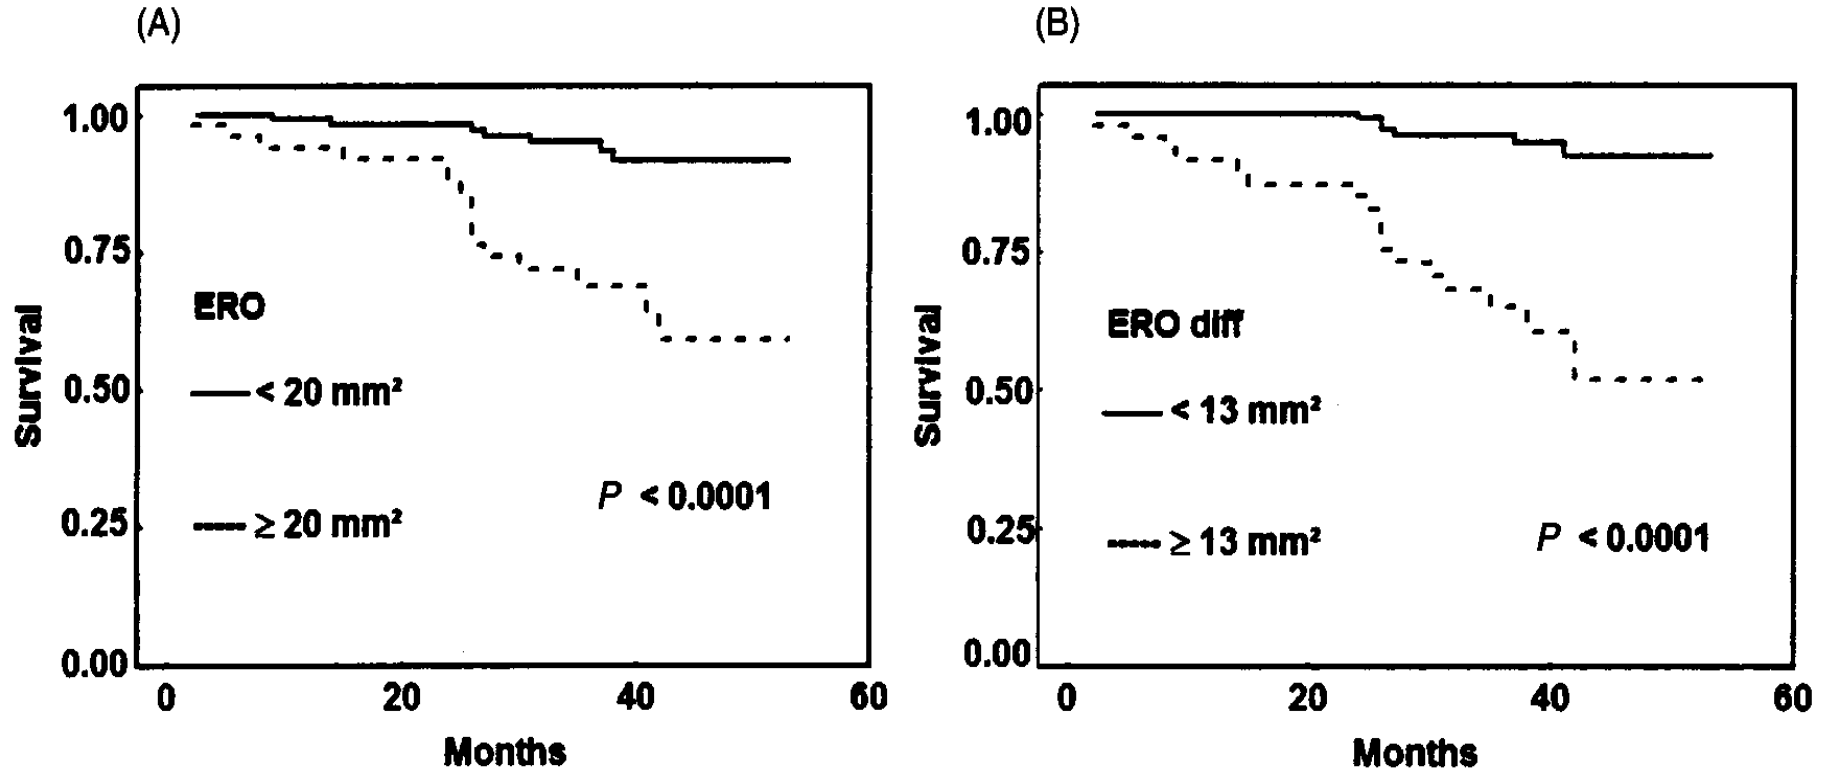 (A)
1.00
0.75
0.50
0.25
0.00
Survival
ERO
< 20 mm²
≥ 20 mm²
P < 0.0001
0 20 40 60
Months
(B)
1.00
0.75
0.50
0.25
0.00
Survival
ERO diff
< 13 mm²
≥ 13 mm²
P < 0.0001
0 20 40 60
Months